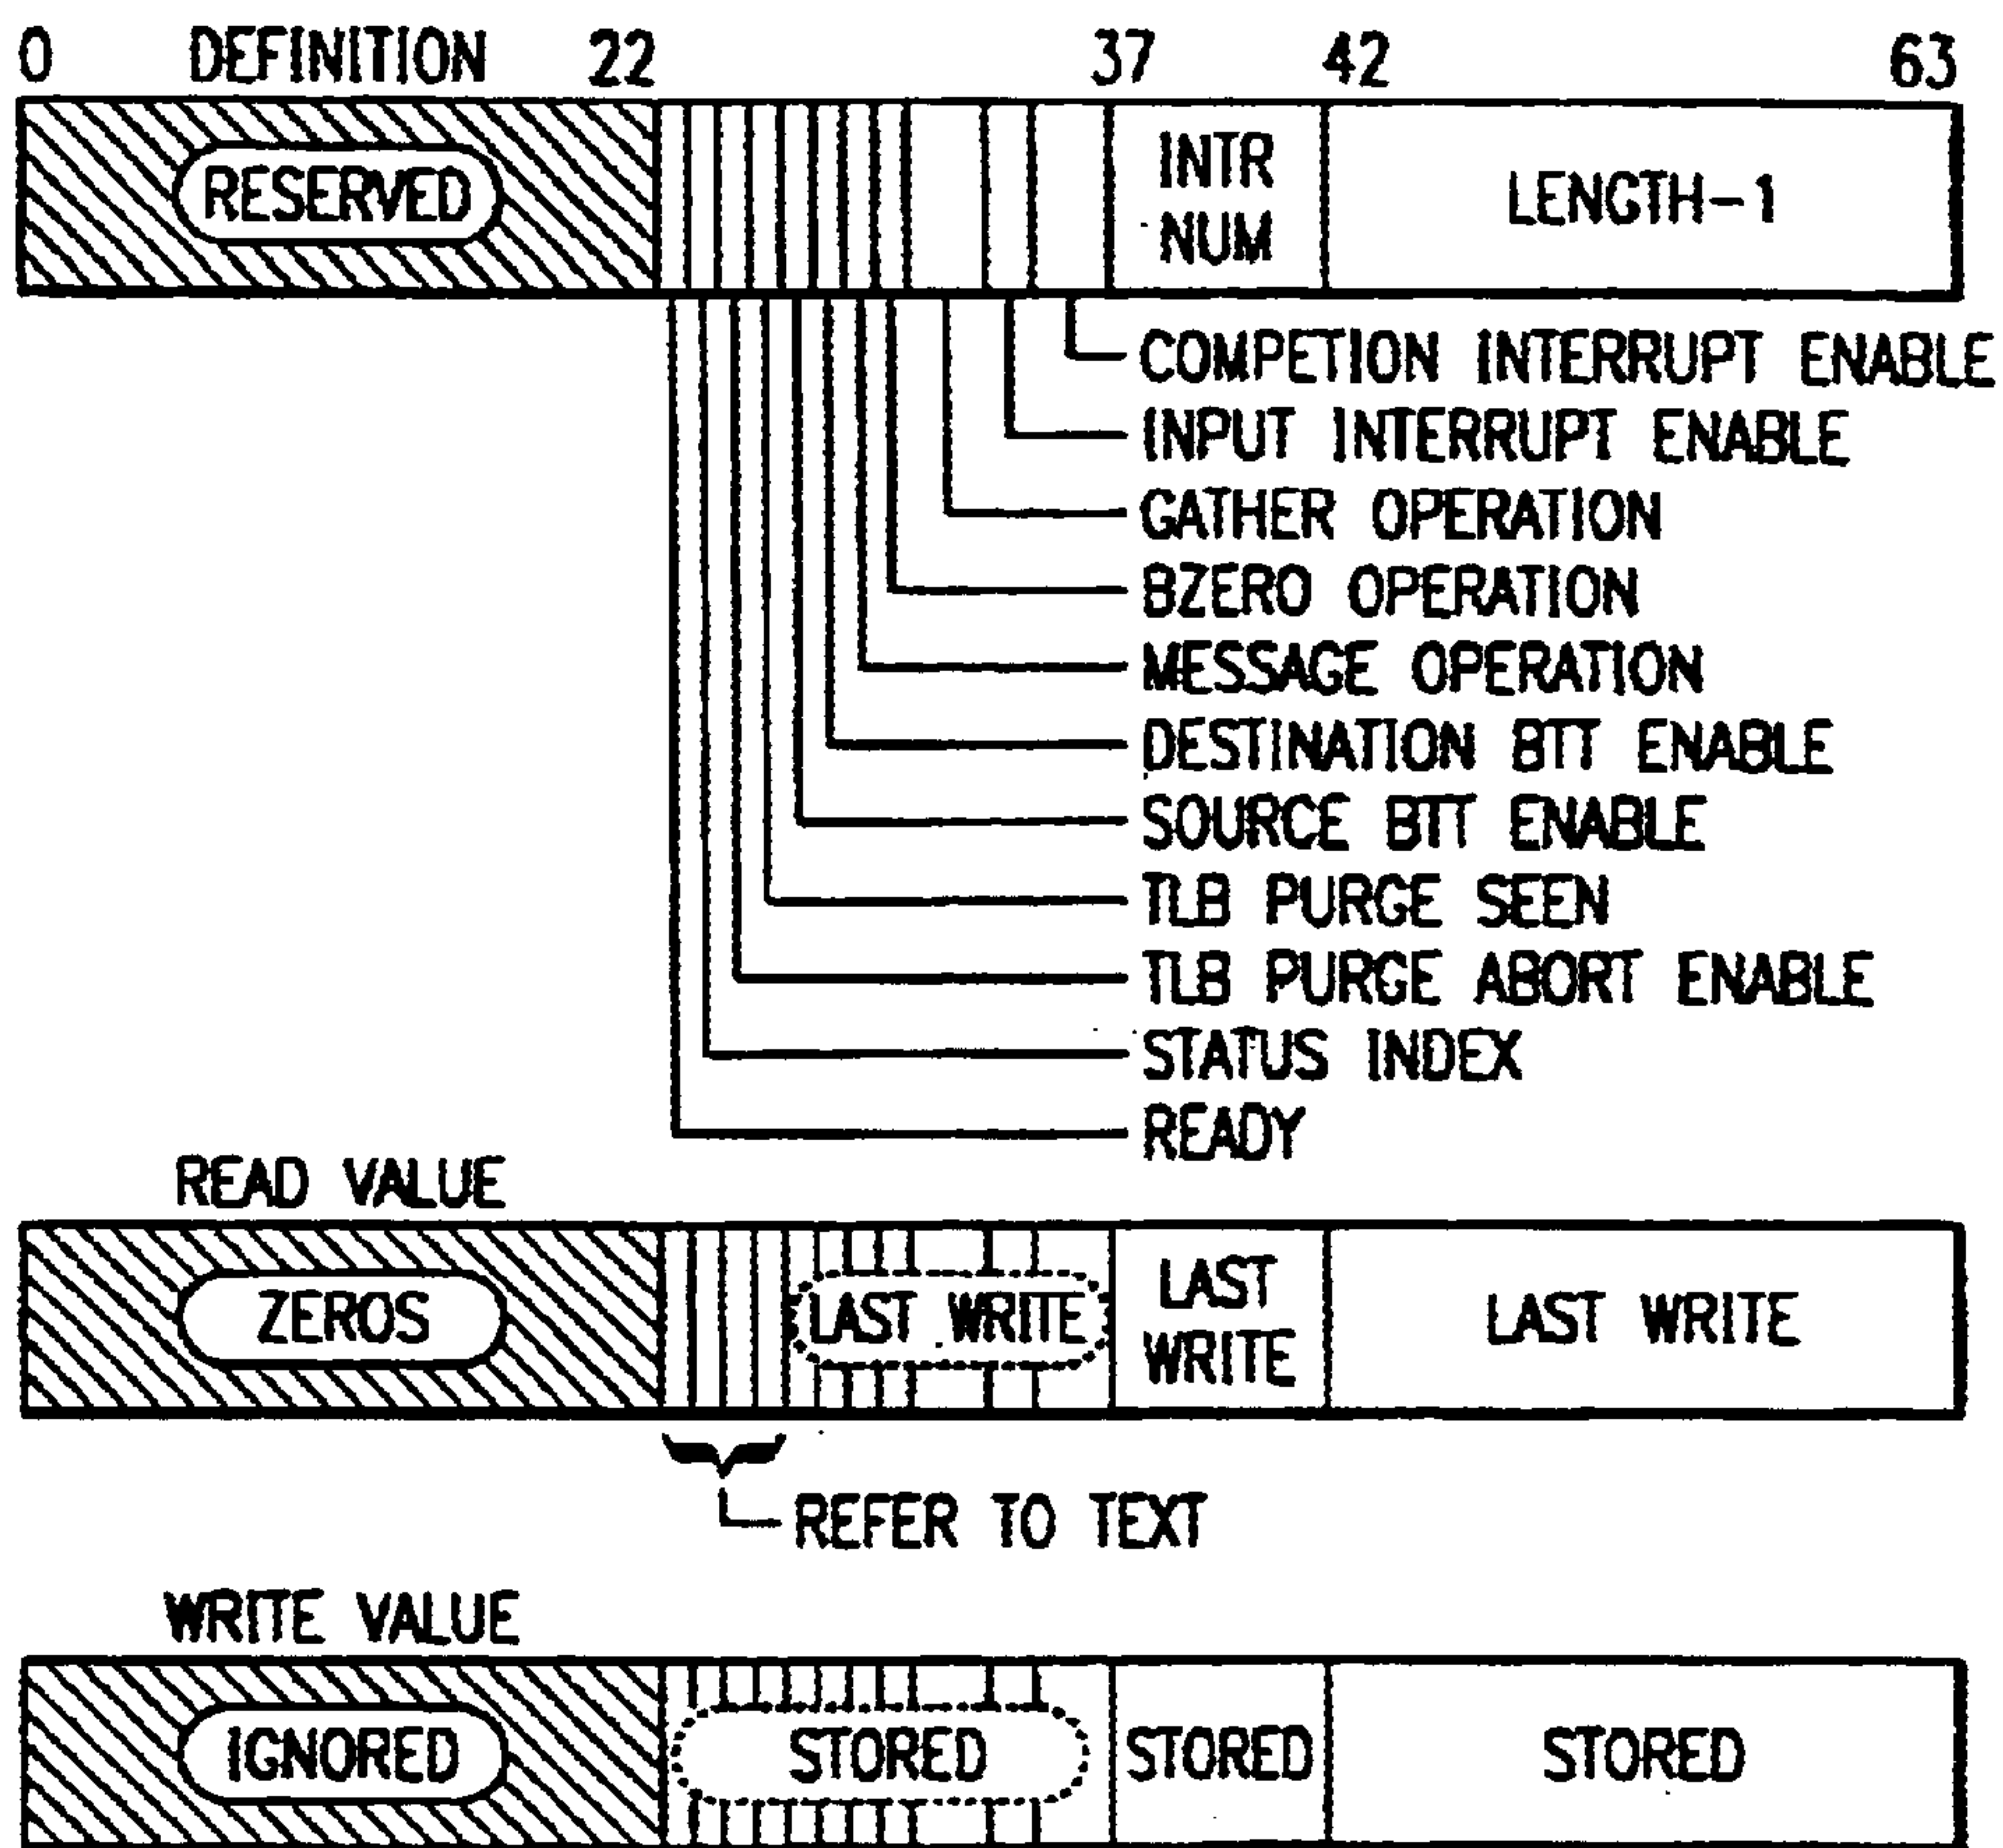 0 DEFINITION 22 37 42 63
RESERVED
INTR
NUM
LENGTH-1
COMPETION INTERRUPT ENABLE
INPUT INTERRUPT ENABLE
GATHER OPERATION
BZERO OPERATION
MESSAGE OPERATION
DESTINATION BTT ENABLE
SOURCE BTT ENABLE
TLB PURGE SEEN
TLB PURGE ABORT ENABLE
STATUS INDEX
READY
READ VALUE
ZEROS
LAST WRITE
LAST
WRITE
LAST WRITE
REFER TO TEXT
WRITE VALUE
IGNORED
STORED
STORED
STORED